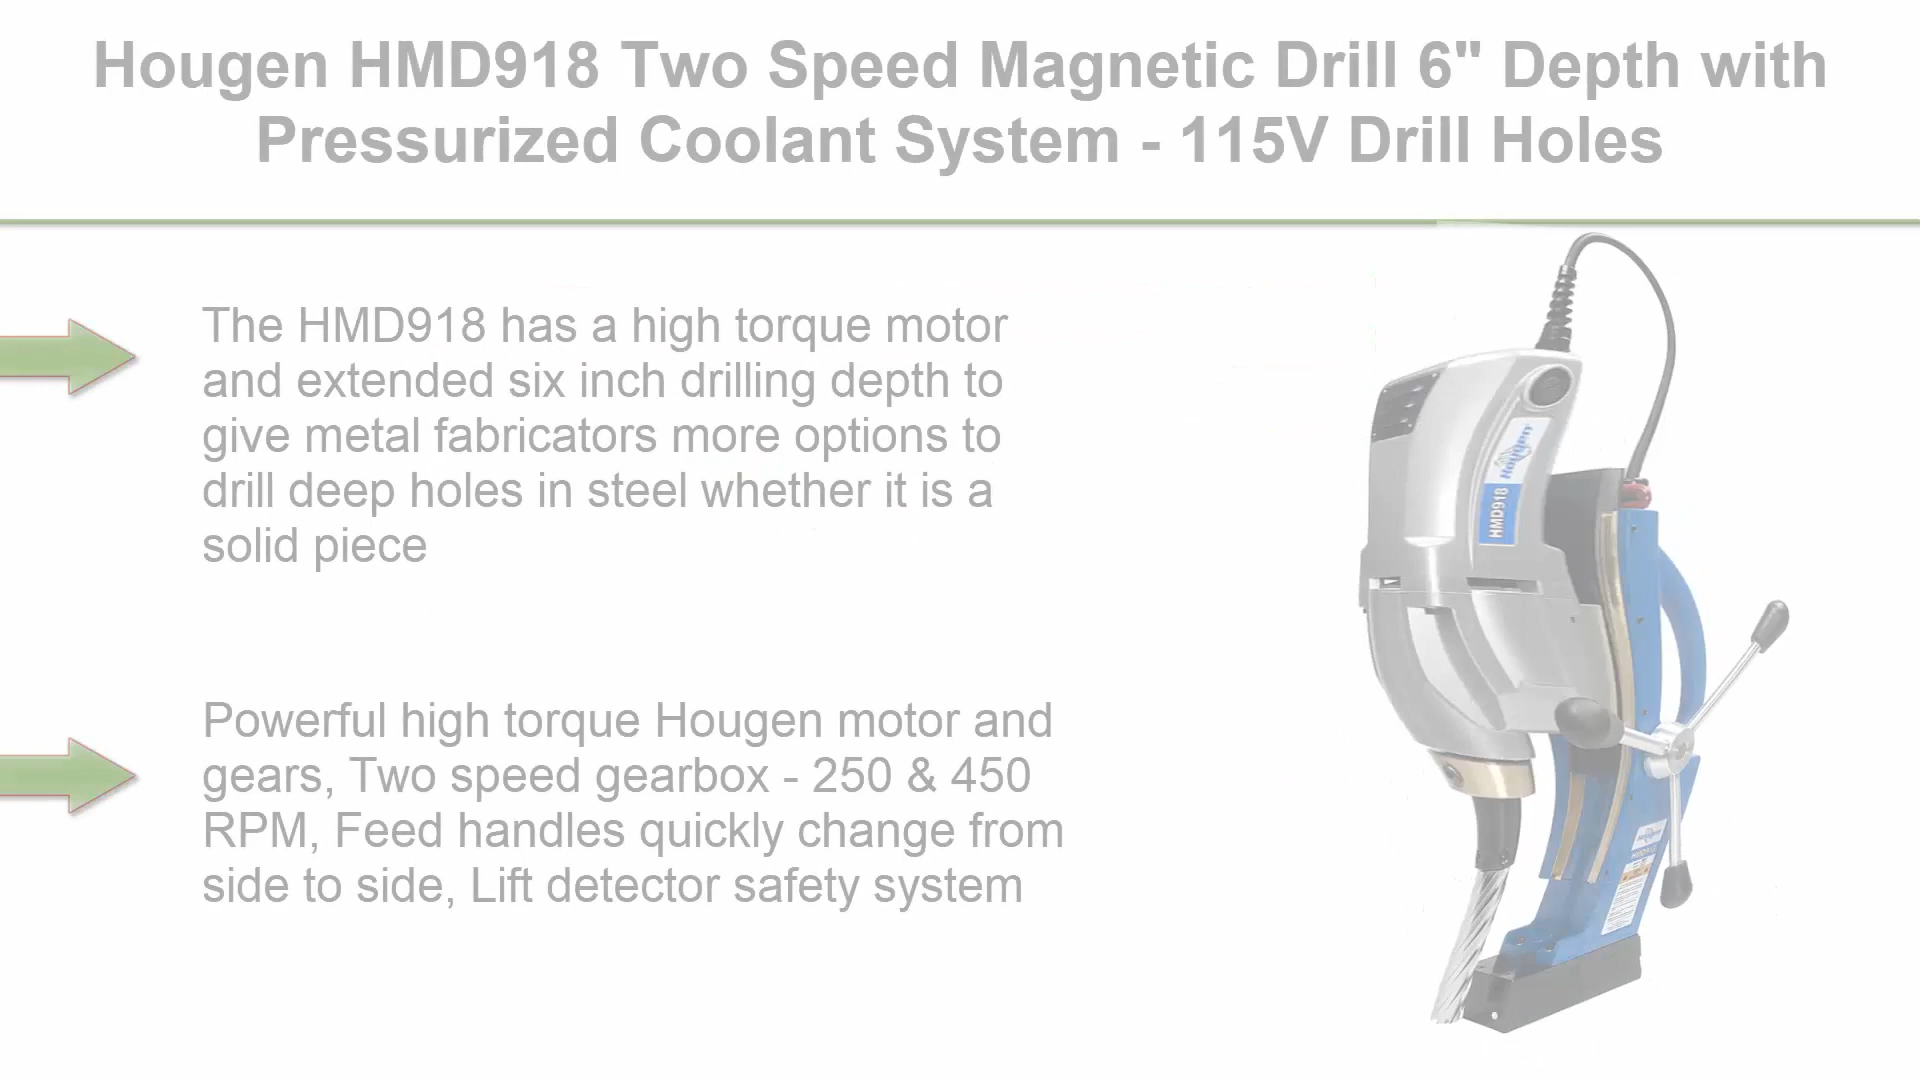 Hougen HMD918 Two Speed Magnetic Drill 6" Depth with
Pressurized Coolant System - 115V Drill Holes
The HMD918 has a high torque motor
and extended six inch drilling depth to
give metal fabricators more options to
drill deep holes in steel whether it is a
solid piece
Powerful high torque Hougen motor and
gears, Two speed gearbox - 250 & 450
RPM, Feed handles quickly change from
side to side, Lift detector safety system
Hougen
HMD918